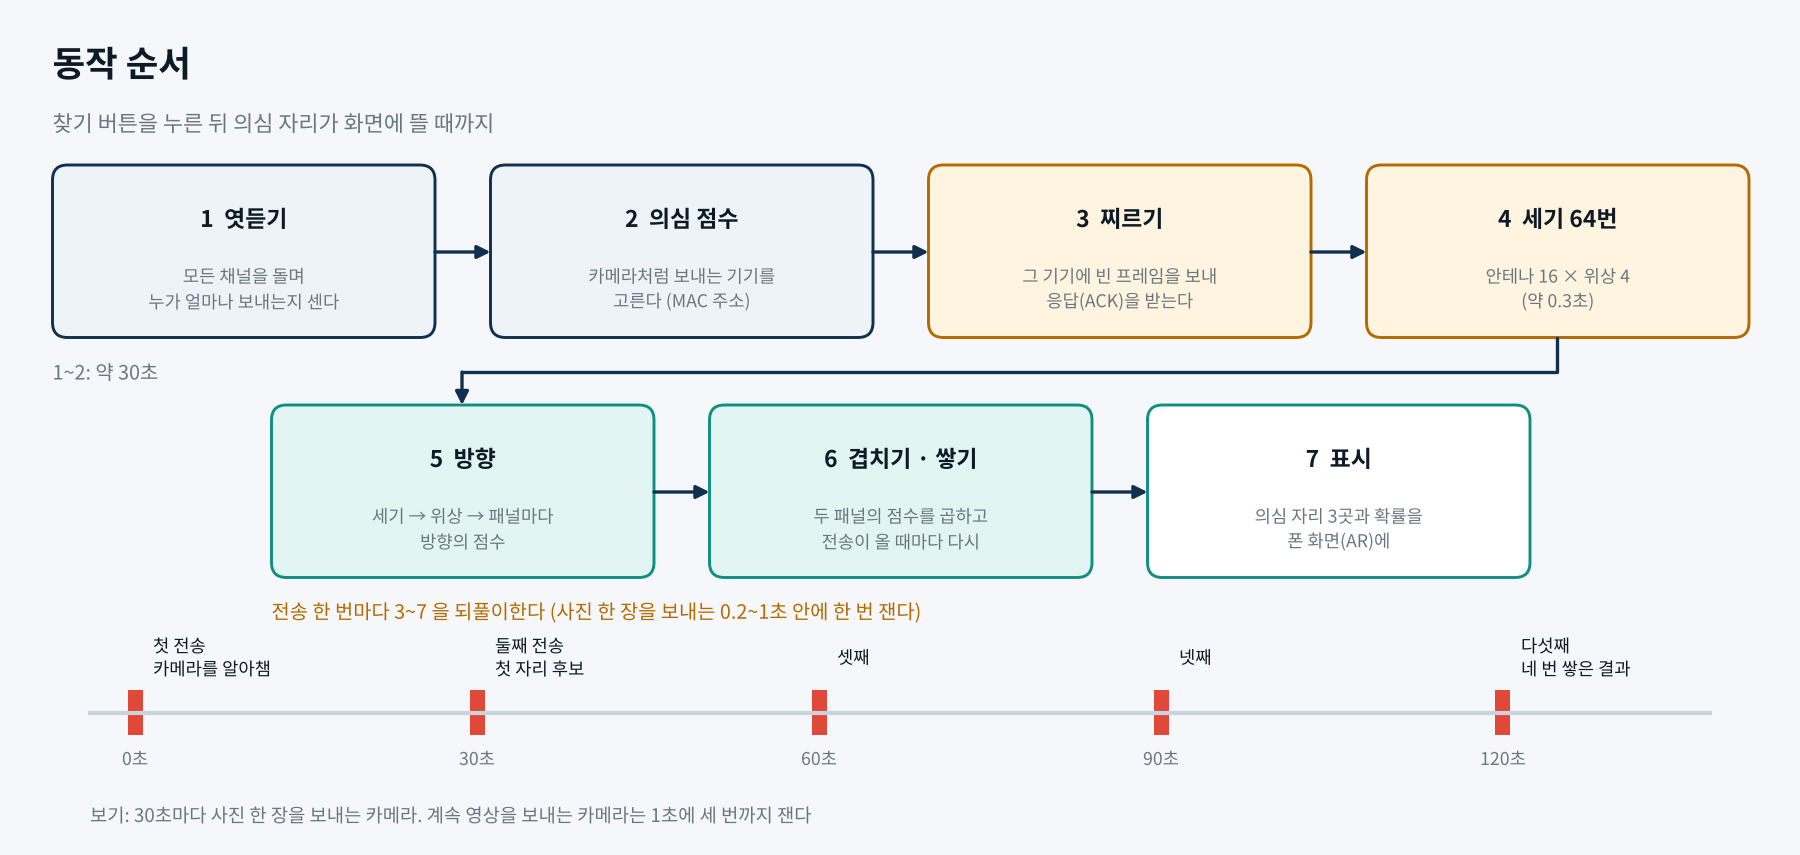 동작 순서
찾기 버튼을 누른 뒤 의심 자리가 화면에 뜰 때까지
1 엿듣기
모든 채널을 돌며
누가 얼마나 보내는지 센다
2 의심 점수
카메라처럼 보내는 기기를
고른다 (MAC 주소)
3 찌르기
그 기기에 빈 프레임을 보내
응답(ACK)을 받는다
4 세기 64번
안테나 16 × 위상 4
(약 0.3초)
1~2: 약 30초
5 방향
세기 → 위상 → 패널마다
방향의 점수
6 겹치기 · 쌓기
두 패널의 점수를 곱하고
전송이 올 때마다 다시
7 표시
의심 자리 3곳과 확률을
폰 화면(AR)에
전송 한 번마다 3~7 을 되풀이한다 (사진 한 장을 보내는 0.2~1초 안에 한 번 잰다)
첫 전송
카메라를 알아챔
둘째 전송
첫 자리 후보
셋째
넷째
다섯째
네 번 쌓은 결과
0초
30초
60초
90초
120초
보기: 30초마다 사진 한 장을 보내는 카메라. 계속 영상을 보내는 카메라는 1초에 세 번까지 잰다